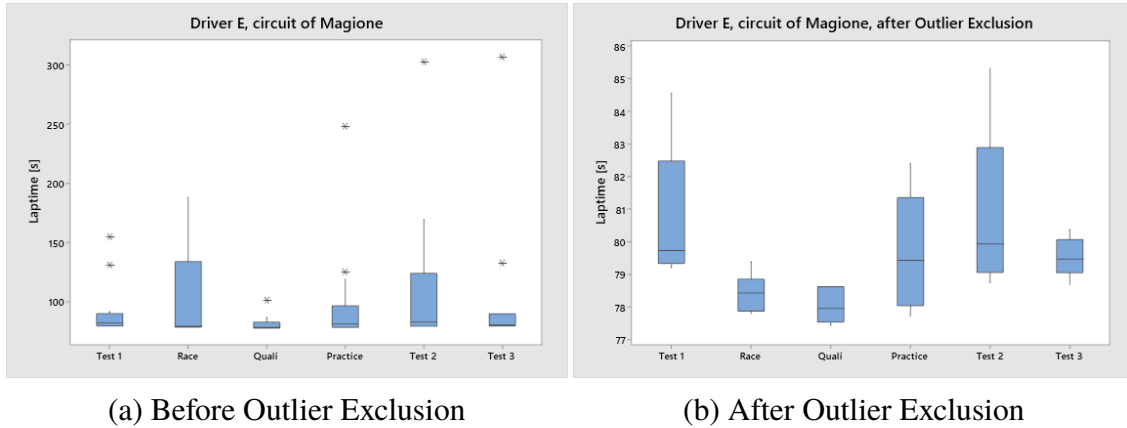 Driver E, circuit of Magione
Laptime [s]
300
250
200
150
100
Test 1 Race Quali Practice Test 2 Test 3
(a) Before Outlier Exclusion
Driver E, circuit of Magione, after Outlier Exclusion
Laptime [s]
86
85
84
83
82
81
80
79
78
77
Test 1 Race Quali Practice Test 2 Test 3
(b) After Outlier Exclusion